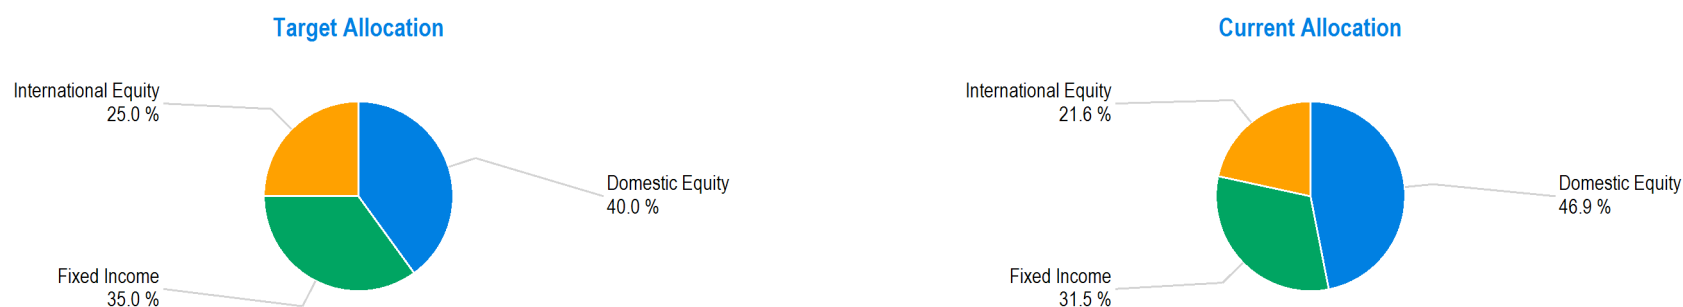 Target Allocation
International Equity
25.0 %
Domestic Equity
40.0 %
Fixed Income
35.0 %
Current Allocation
International Equity
21.6 %
Domestic Equity
46.9 %
Fixed Income
31.5 %